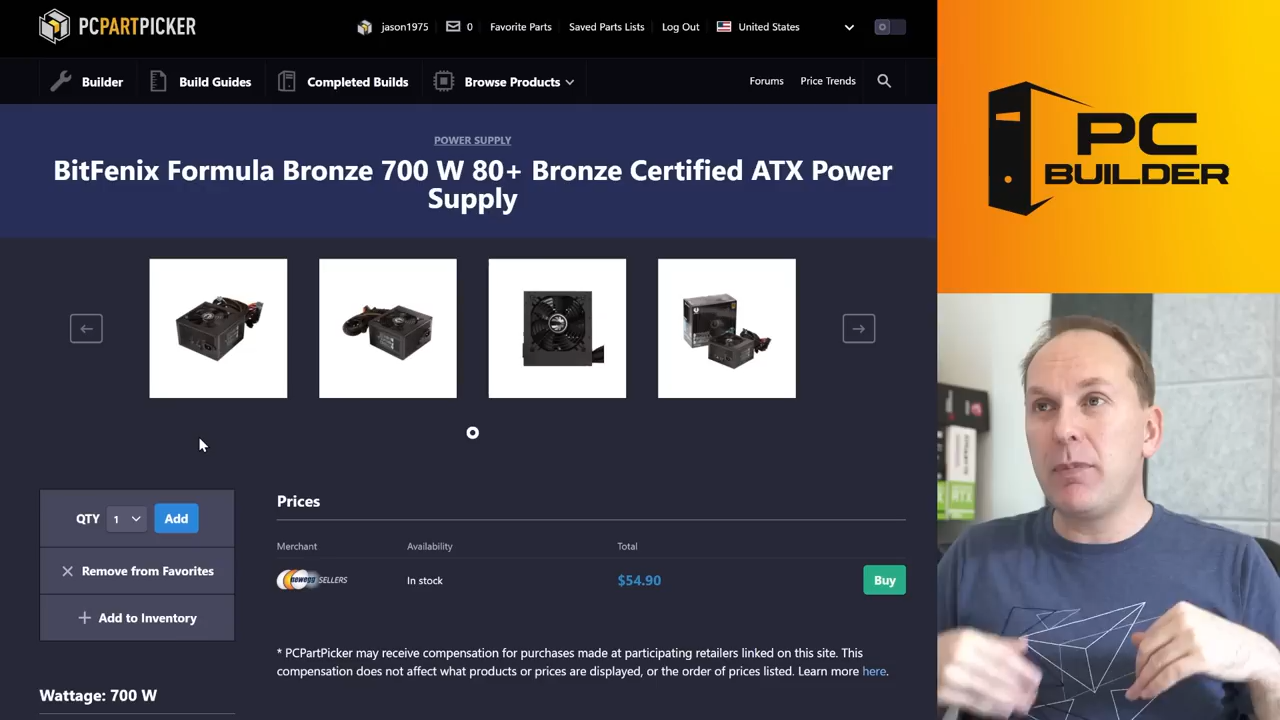 PCPARTPICKER
jason1975
0
Favorite Parts
Saved Parts Lists
Log Out
United States
Builder
Build Guides
Completed Builds
Browse Products
Forums
Price Trends
POWER SUPPLY
BitFenix Formula Bronze 700 W 80+ Bronze Certified ATX Power
Supply
QTY
1
Add
Remove from Favorites
Add to Inventory
Wattage: 700 W
Prices
Merchant
Availability
Total
newegg SELLERS
In stock
$54.90
Buy
* PCPartPicker may receive compensation for purchases made at participating retailers linked on this site. This
compensation does not affect what products or prices are displayed, or the order of prices listed. Learn more here.
PC
BUILDER